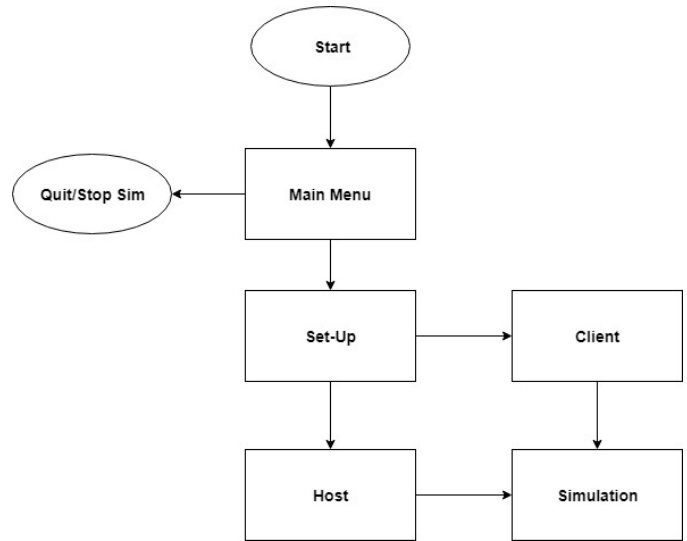 Start
Quit/Stop Sim
Main Menu
Set-Up
Client
Host
Simulation